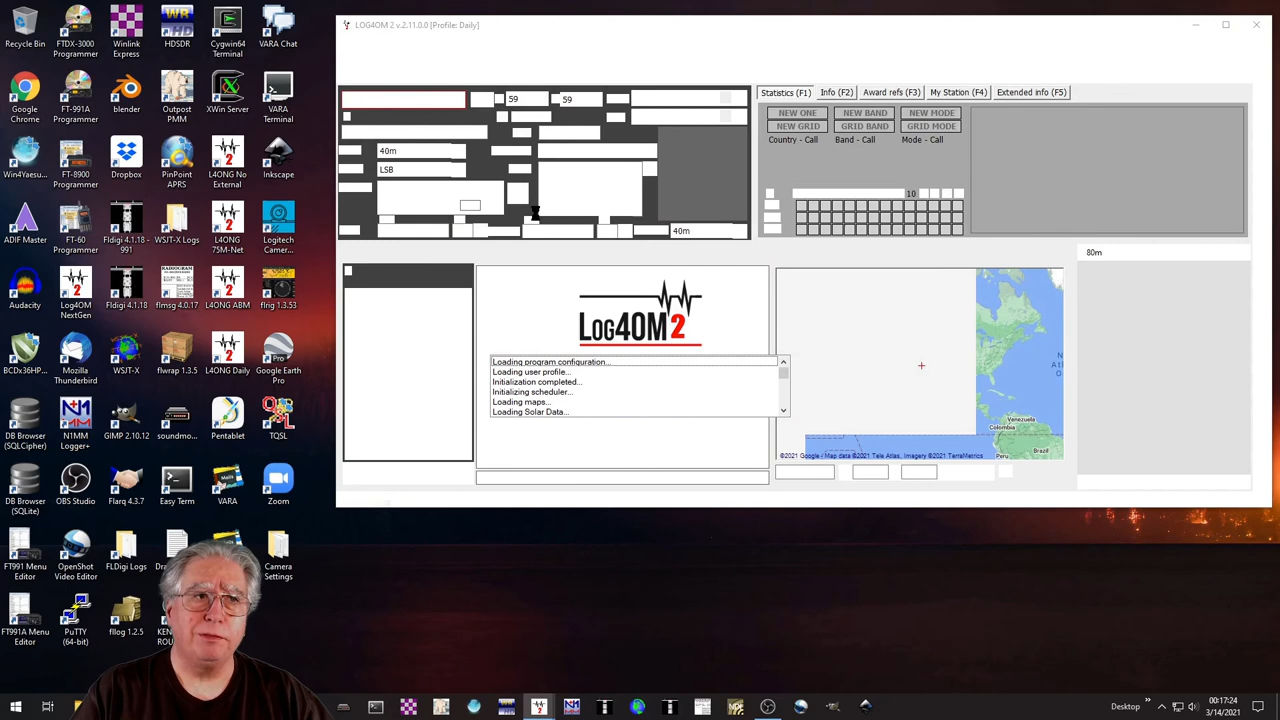 Recycle Bin
FTDX-3000 Programmer
Winlink Express
HDSDR
Cygwin64 Terminal
VARA Chat
Google Chrome
FT-991A Programmer
blender
Outpost PMM
XWin Server
VARA Terminal
Win4Yaesu...
FT-8900 Programmer
Dropbox
PinPoint APRS
L4ONG No External
Inkscape
ADIF Master
FT-60 Programmer
Fldigi 4.1.18 - 991
WSJT-X Logs
L4ONG 75M-Net
Logitech Camer...
Audacity
Log4OM NextGen
Fldigi 4.1.18
flmsg 4.0.17
L4ONG ABM
flrig 1.3.53
BCDx36HP...
Mozilla Thunderbird
WSJT-X
flwrap 1.3.5
L4ONG Daily
Google Earth Pro
DB Browser (SQLCipher)
N1MM Logger+
GIMP 2.10.12
soundmo...
Pentablet
TQSL
DB Browser (SQLite)
OBS Studio
Flarq 4.3.7
Easy Term
VARA
Zoom
FT991 Menu Editor
OpenShot Video Editor
FLDigi Logs
Camera Settings
FT991A Menu Editor
PuTTY (64-bit)
fllog 1.2.5
LOG4OM 2 v.2.11.0.0 [Profile: Daily]
59
59
40m
LSB
40m
Statistics (F1)
Info (F2)
Award refs (F3)
My Station (F4)
Extended info (F5)
NEW ONE
NEW BAND
NEW MODE
NEW GRID
GRID BAND
GRID MODE
Country - Call
Band - Call
Mode - Call
10
80m
LOG4OM2
Loading program configuration...
Loading user profile...
Initialization completed...
Initializing scheduler...
Loading maps...
Loading Solar Data...
Venezuela
Colombia
Peru
Brazil
©2021 Google - Map data ©2021 Tele Atlas, Imagery ©2021 TerraMetrics
Desktop
00:17:24
3/14/2021